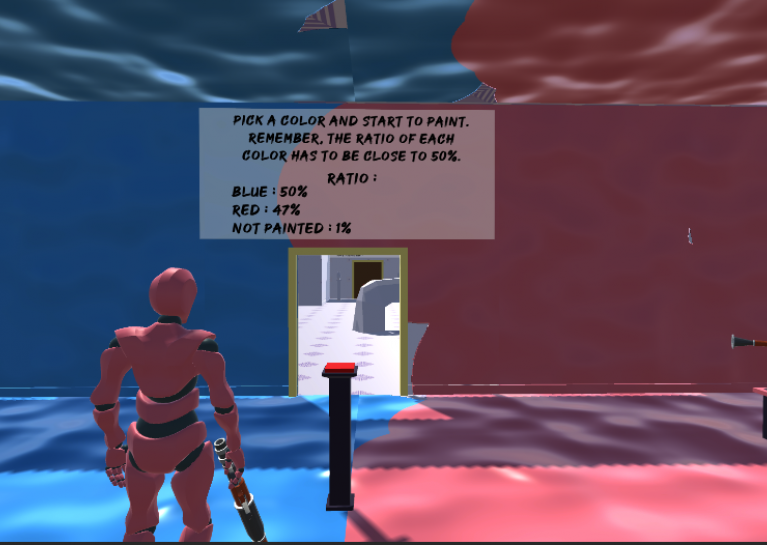 PICK A COLOR AND START TO PAINT.
REMEMBER, THE RATIO OF EACH
COLOR HAS TO BE CLOSE TO 50%.
RATIO :
BLUE : 50%
RED : 47%
NOT PAINTED : 1%